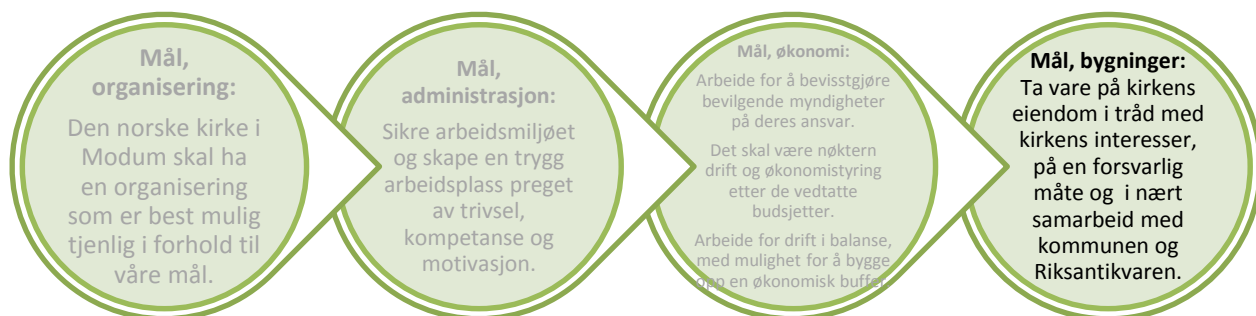 Mål,
organisering:
Den norske kirke i
Modum skal ha
en organisering
som er best mulig
tjenlig i forhold til
våre mål.
Mål,
administrasjon:
Sikre arbeidsmiljøet
og skape en trygg
arbeidsplass preget
av trivsel,
kompetanse og
motivasjon.
Mål, økonomi:
Arbeide for å bevisstgjøre
bevilgende myndigheter
på deres ansvar.
Det skal være nøktern
drift og økonomistyring
etter de vedtatte
budsjetter.
Arbeide for drift i balanse,
med mulighet for å bygge
opp en økonomisk buffer.
Mål, bygninger:
Ta vare på kirkens
eiendom i tråd med
kirkens interesser,
på en forsvarlig
måte og i nært
samarbeid med
kommunen og
Riksantikvaren.